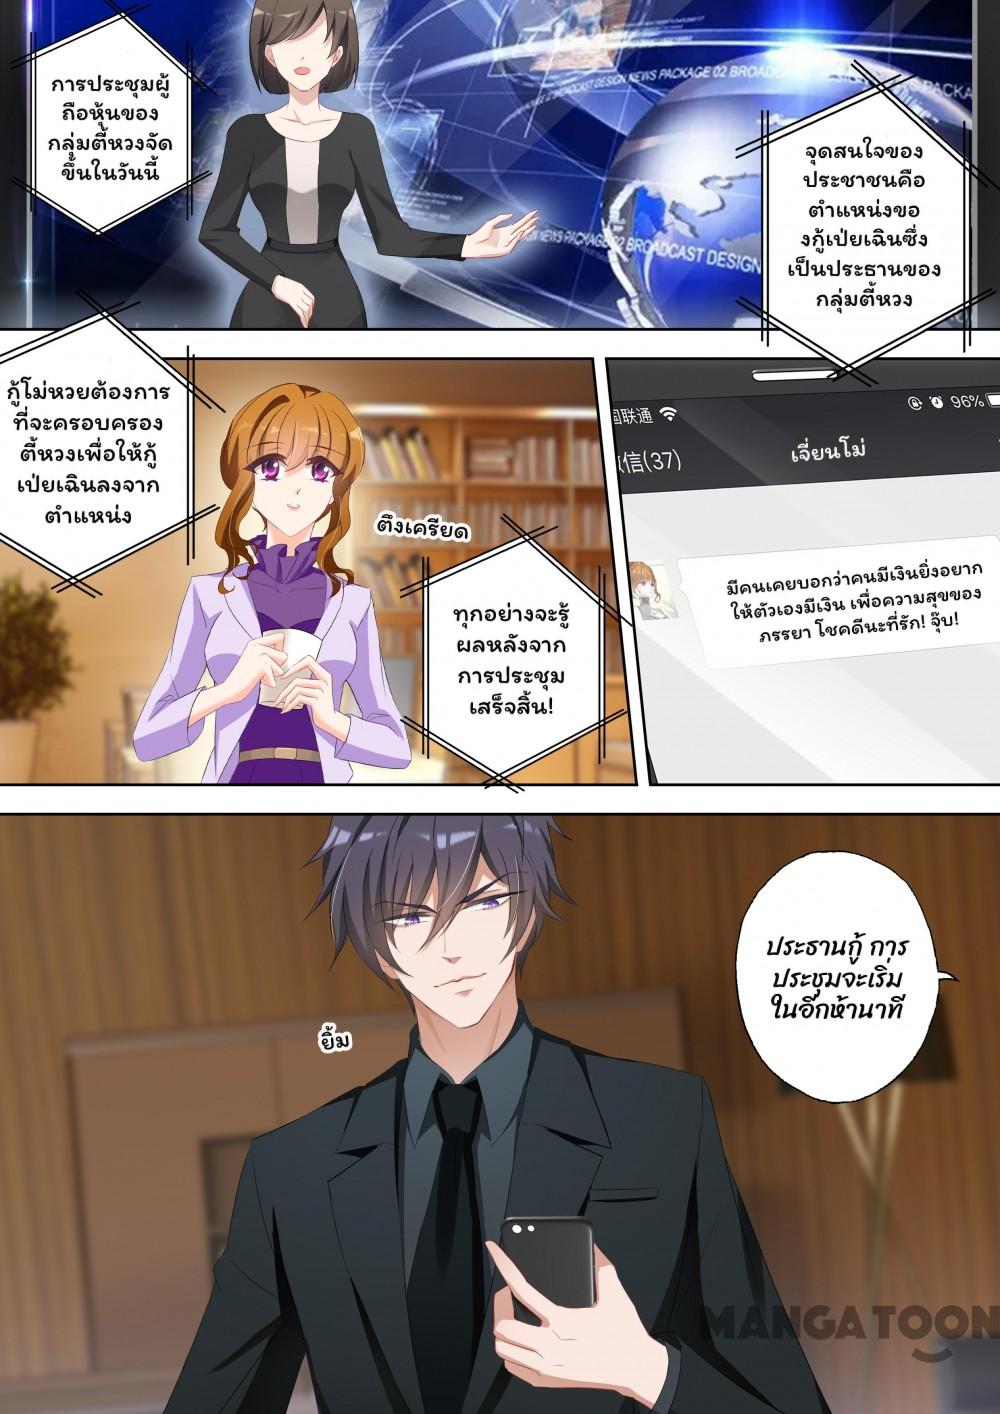 การประชุมผู้
ถือหุ้นของ
กลุ่มตี้หวงจัด
ขึ้นในวันนี้
BROADCAST DESIGN NEWS PACKAGE 02 BROAD
PACKA
NEWS PACKAGE 02 BROADCAST DESIGN
จุดสนใจของ
ประชาชนคือ
ตำแหน่งขอ
งกู้เป่ยเฉินซึ่ง
เป็นประธานของ
กลุ่มตี้หวง
กู้โม่หวยต้องการ
ที่จะครอบครอง
ตี้หวงเพื่อให้กู้
เป่ยเฉินลงจาก
ตำแหน่ง
ตึงเครียด
ทุกอย่างจะรู้
ผลหลังจาก
การประชุม
เสร็จสิ้น!
国联通
96%
信(37)
เจี่ยนโม่
มีคนเคยบอกว่าคนมีเงินยิ่งอยาก
ให้ตัวเองมีเงิน เพื่อความสุขของ
ภรรยา โชคดีนะที่รัก! จุ๊บ!
ประธานกู้ การ
ประชุมจะเริ่ม
ในอีกห้านาที
ยิ้ม
MANGATOON